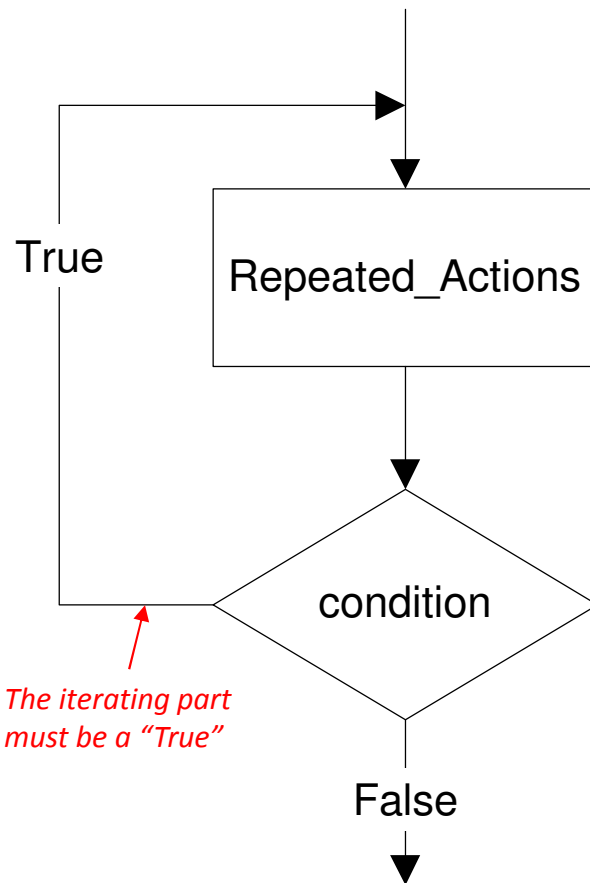 True
Repeated_Actions
condition
The iterating part
must be a “True”
False